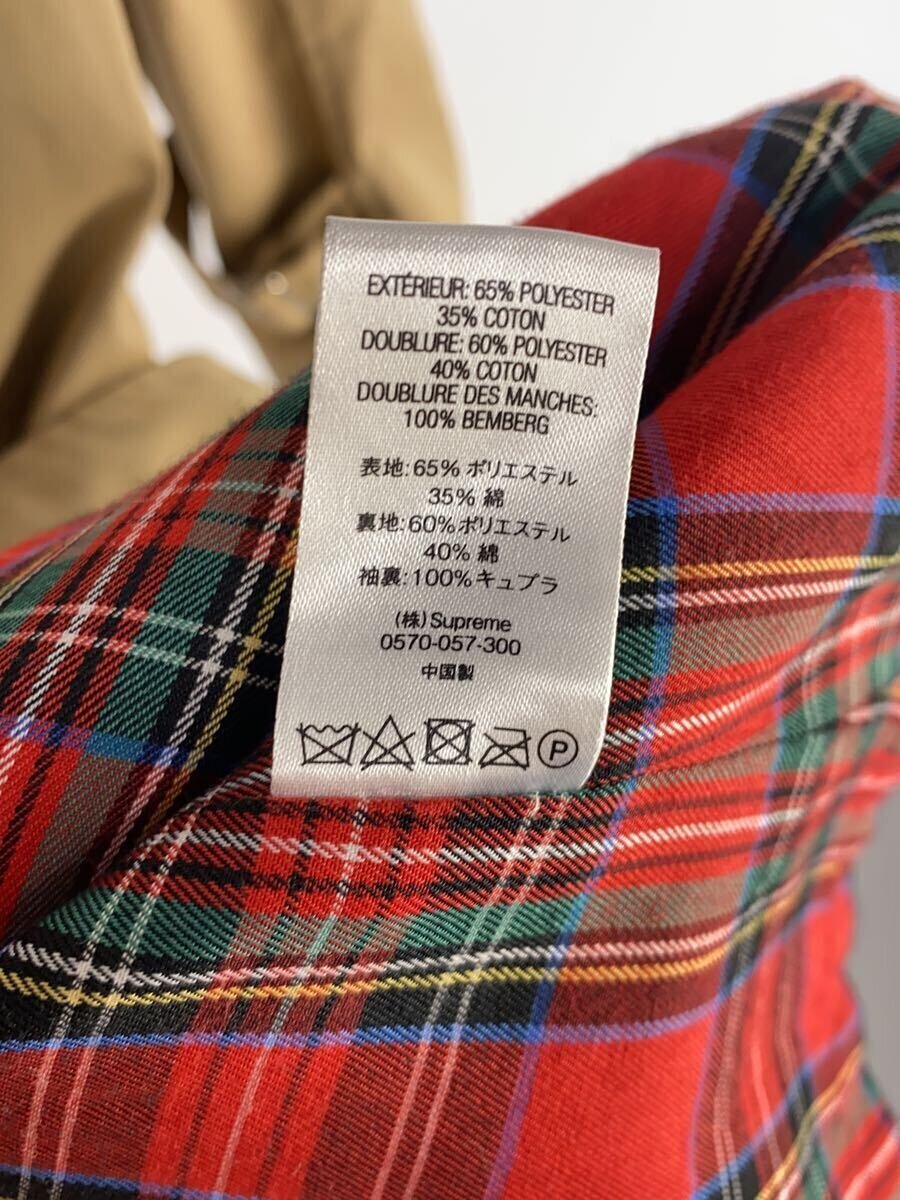 EXTÉRIEUR: 65% POLYESTER
35% COTON
DOUBLURE: 60% POLYESTER
40% COTON
DOUBLURE DES MANCHES:
100% BEMBERG
表地: 65% ポリエステル
35% 綿
裏地: 60% ポリエステル
40% 綿
袖裏: 100% キュプラ
(株) Supreme
0570-057-300
中国製
P